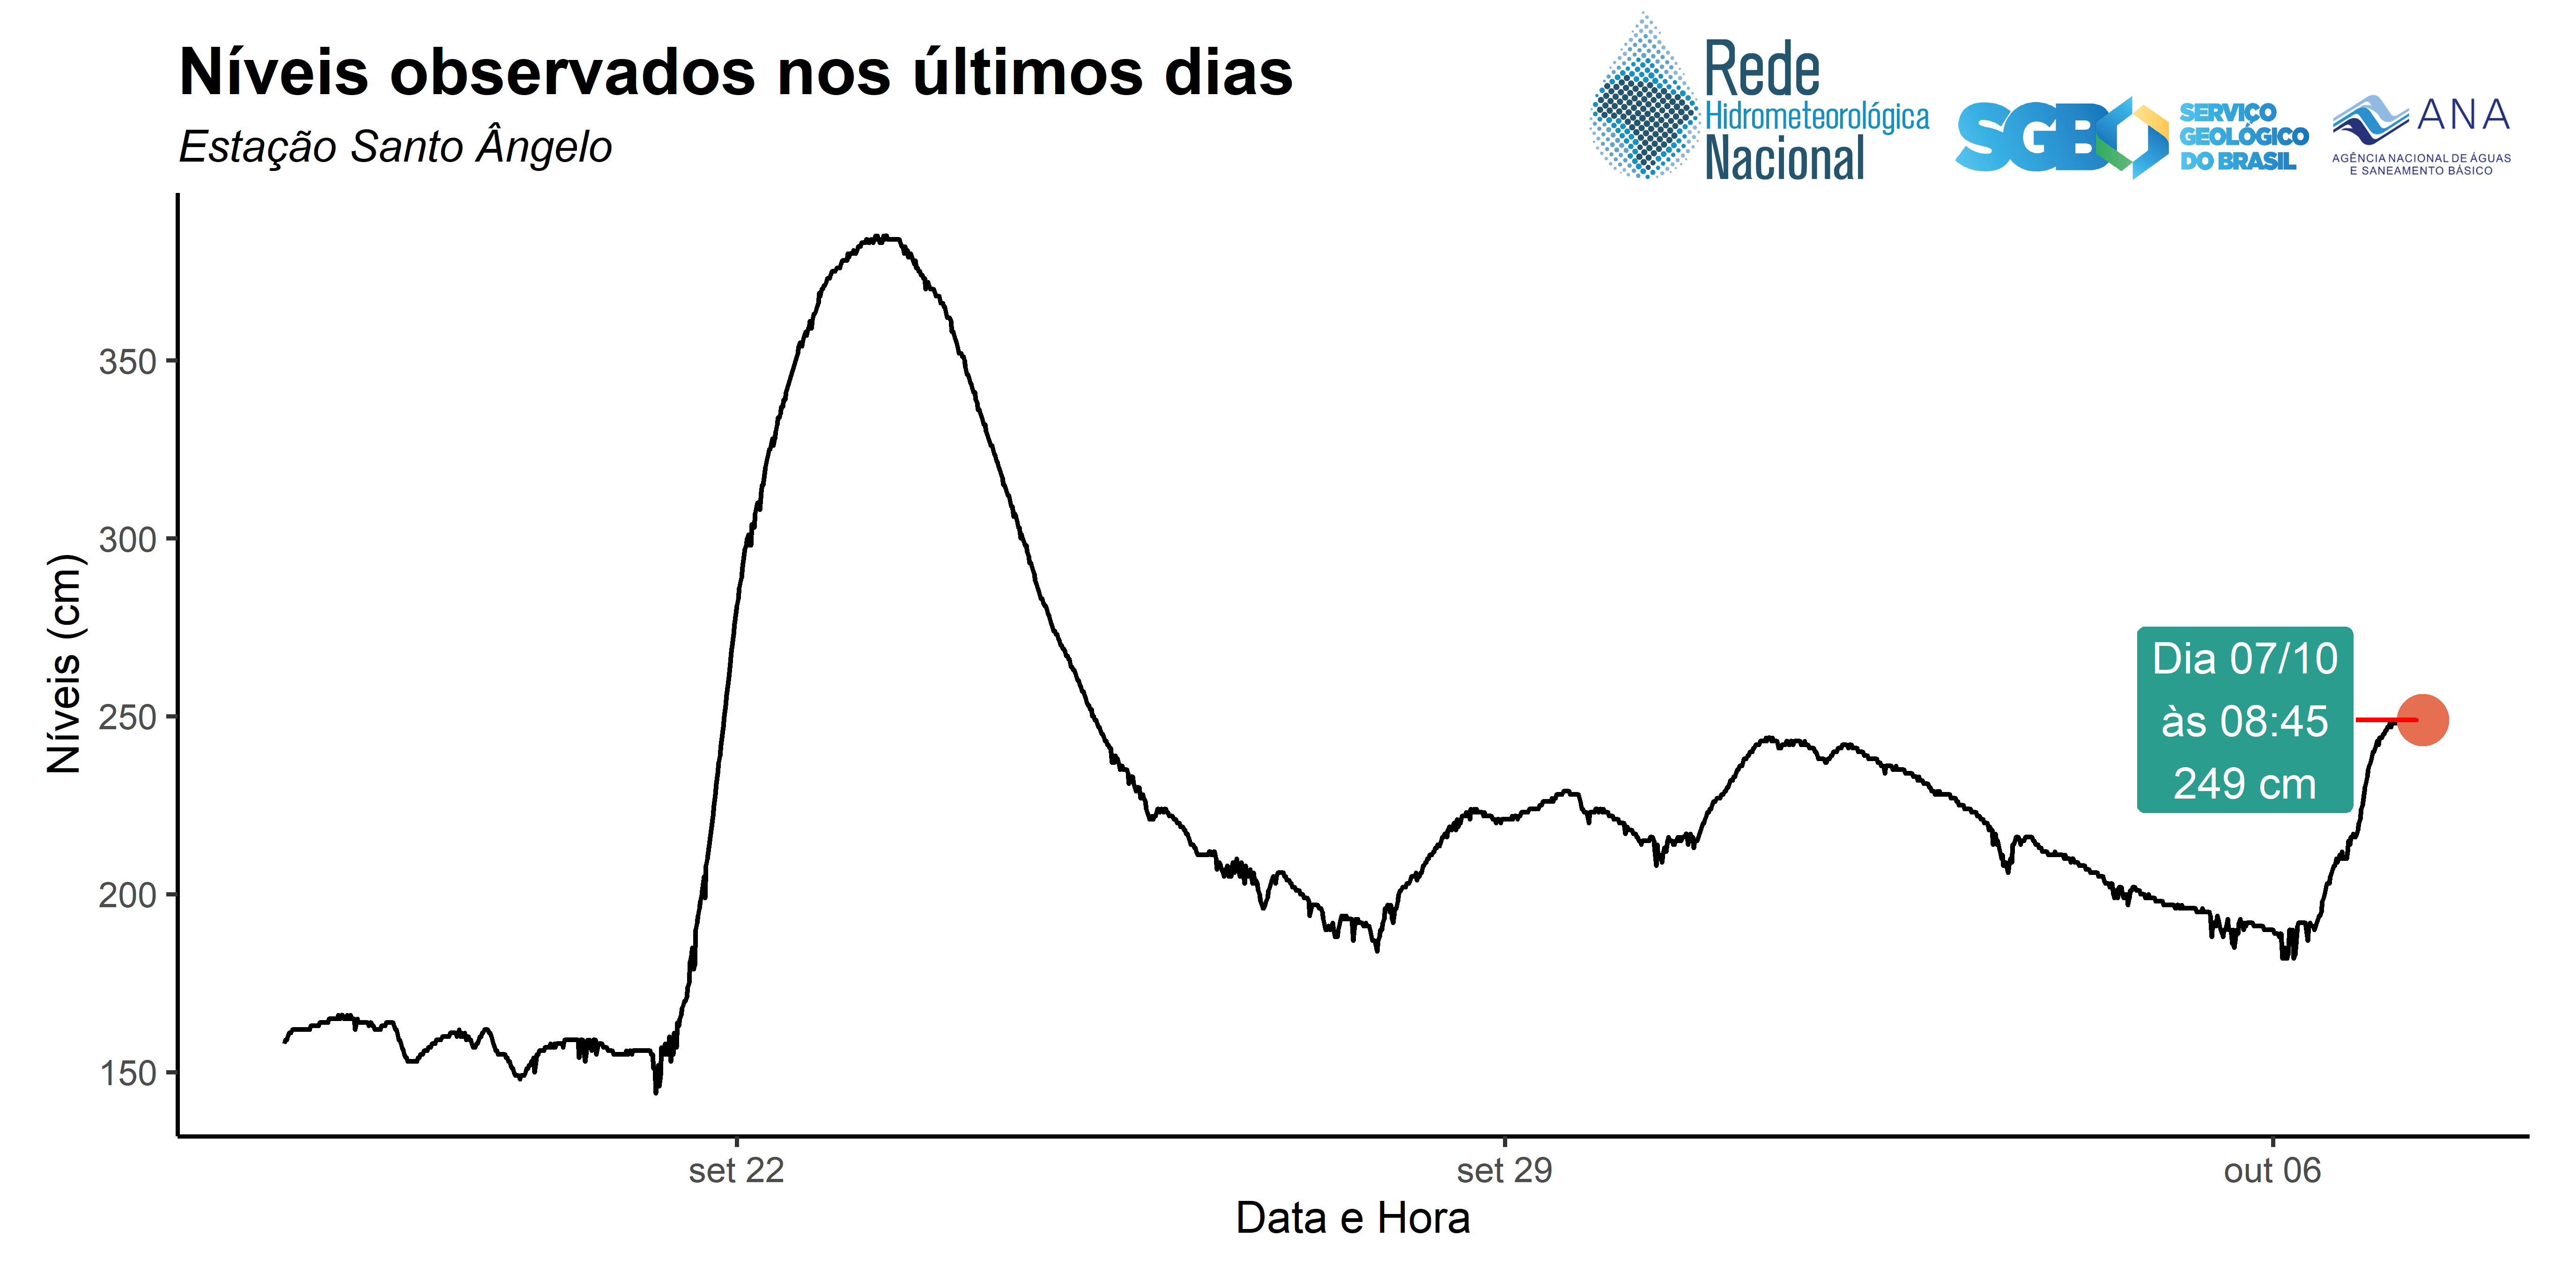 Níveis observados nos últimos dias
Estação Santo Ângelo
Rede
Hidrometeorológica
Nacional
SGB
SERVIÇO
GEOLÓGICO
DO BRASIL
ANA
AGÊNCIA NACIONAL DE ÁGUAS
E SANEAMENTO BÁSICO
Níveis (cm)
350
300
250
200
150
Dia 07/10
às 08:45
249 cm
set 22
set 29
out 06
Data e Hora